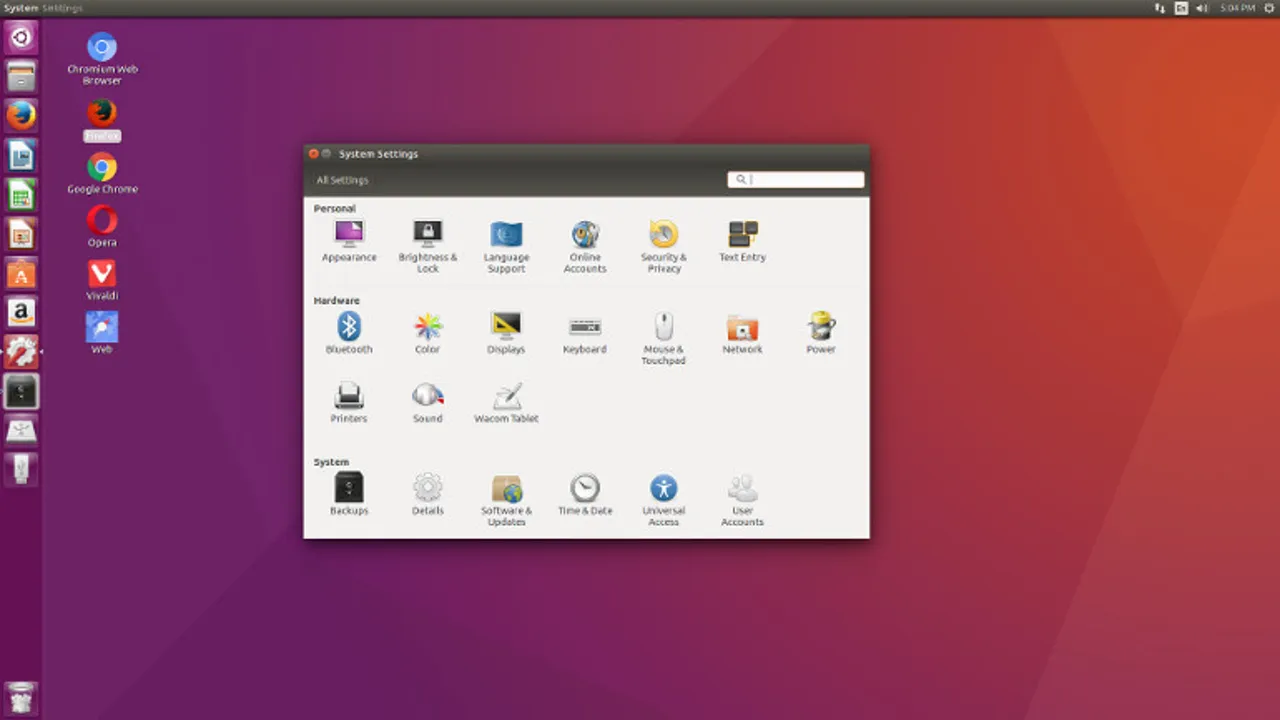 System Settings
En
5:04 PM
Chromium Web
Browser
Firefox
Google Chrome
Opera
Vivaldi
Web
A
a
System Settings
All Settings
Personal
Appearance
Brightness &
Lock
Language
Support
Online
Accounts
Security &
Privacy
Text Entry
Hardware
Bluetooth
Color
Displays
Keyboard
Mouse &
Touchpad
Network
Power
Printers
Sound
Wacom Tablet
System
Backups
Details
Software &
Updates
Time & Date
Universal
Access
User
Accounts